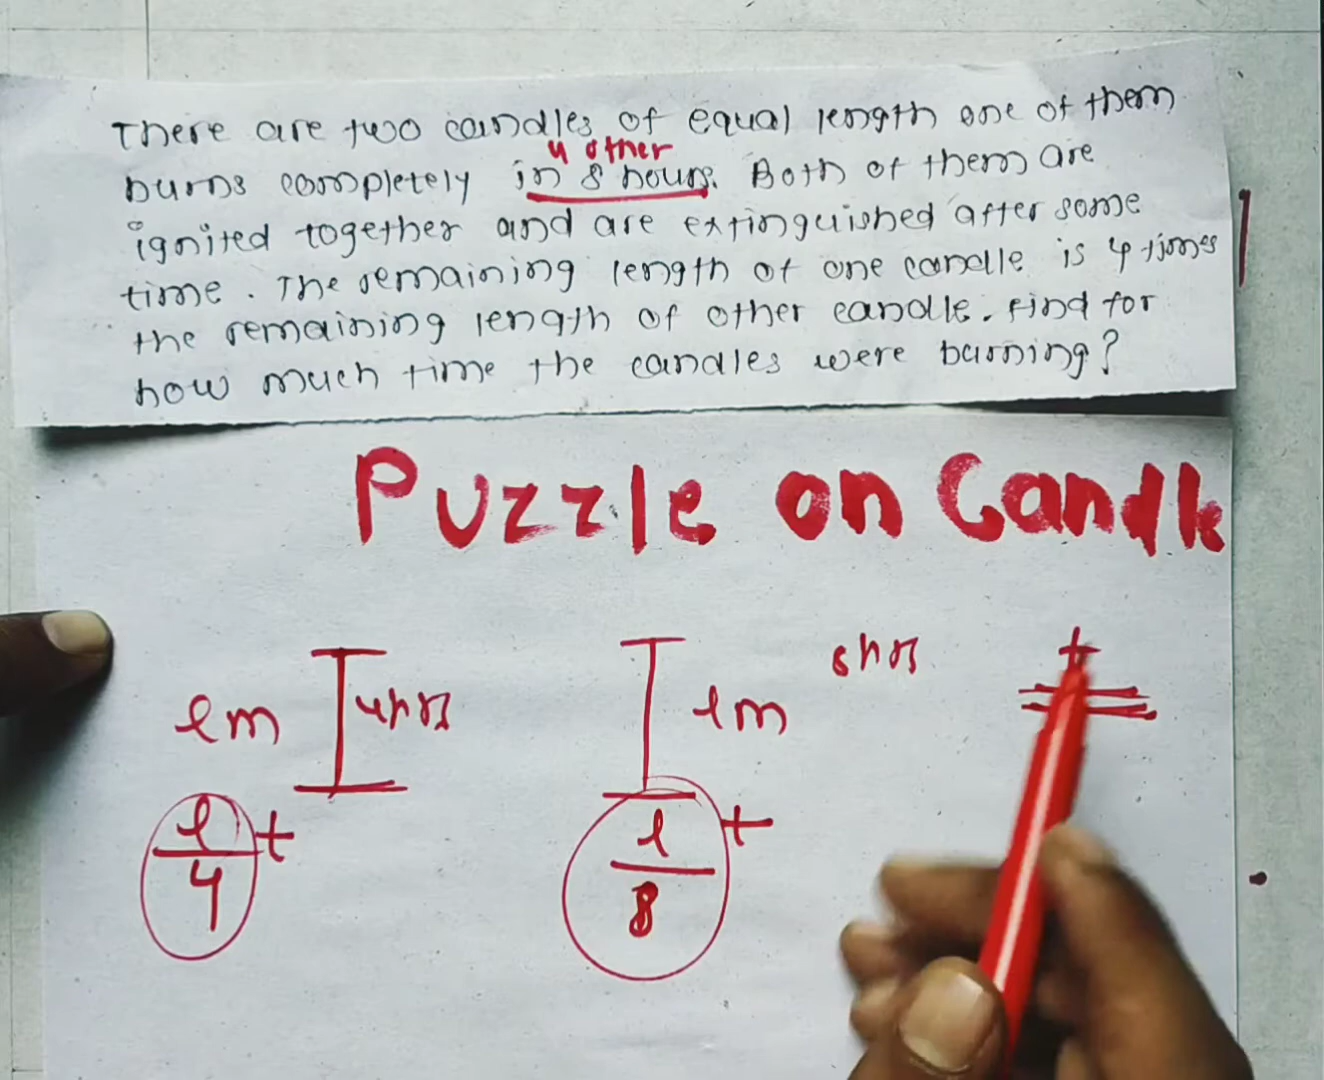 There are two candles of equal length one of them
4 other
burns completely in 8 hours. Both of them are
ignited together and are extinguished after some
time. The remaining length of one candle is 4 times
the remaining length of other candle. Find for
how much time the candles were burning?
Puzzle on Candle
lm 4hrs lm 8hrs t
l/4 t l/8 t